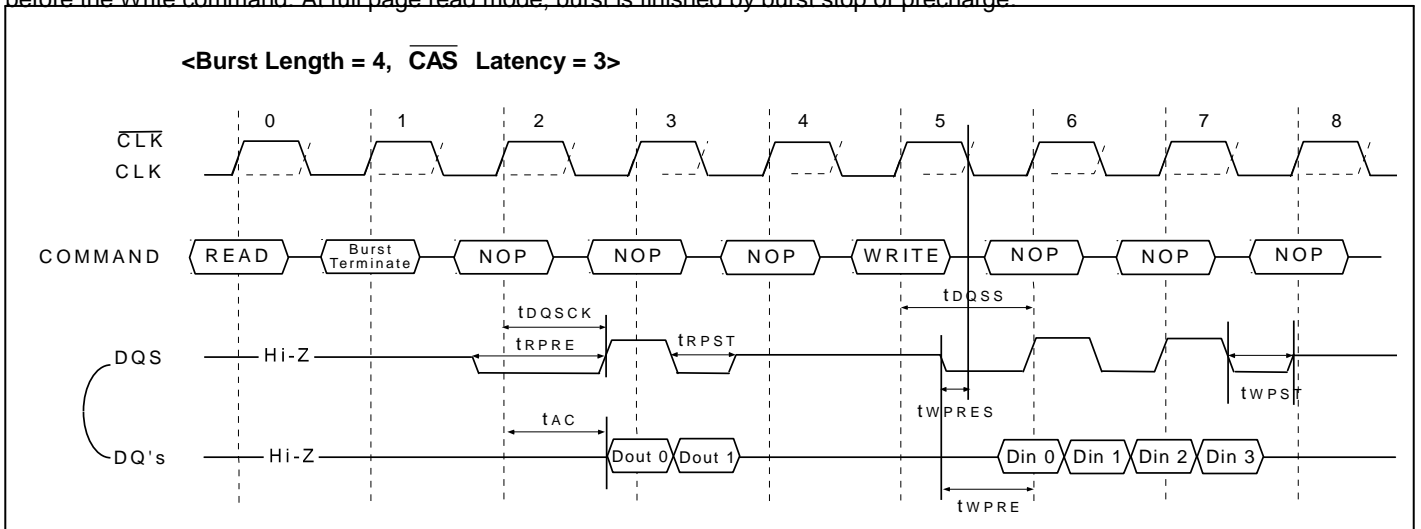 before the Write command. At full page read mode, burst is finished by burst stop or precharge.
<Burst Length = 4, CAS Latency = 3>
0 1 2 3 4 5 6 7 8
CLK
CLK
COMMAND READ Burst Terminate NOP NOP NOP WRITE NOP NOP NOP
tDQSS
tDQSCK
tRPRE tRPST
DQS Hi-Z
tWPST
tWPRES
tAC
DQ's Hi-Z Dout 0 Dout 1 Din 0 Din 1 Din 2 Din 3
tWPRE